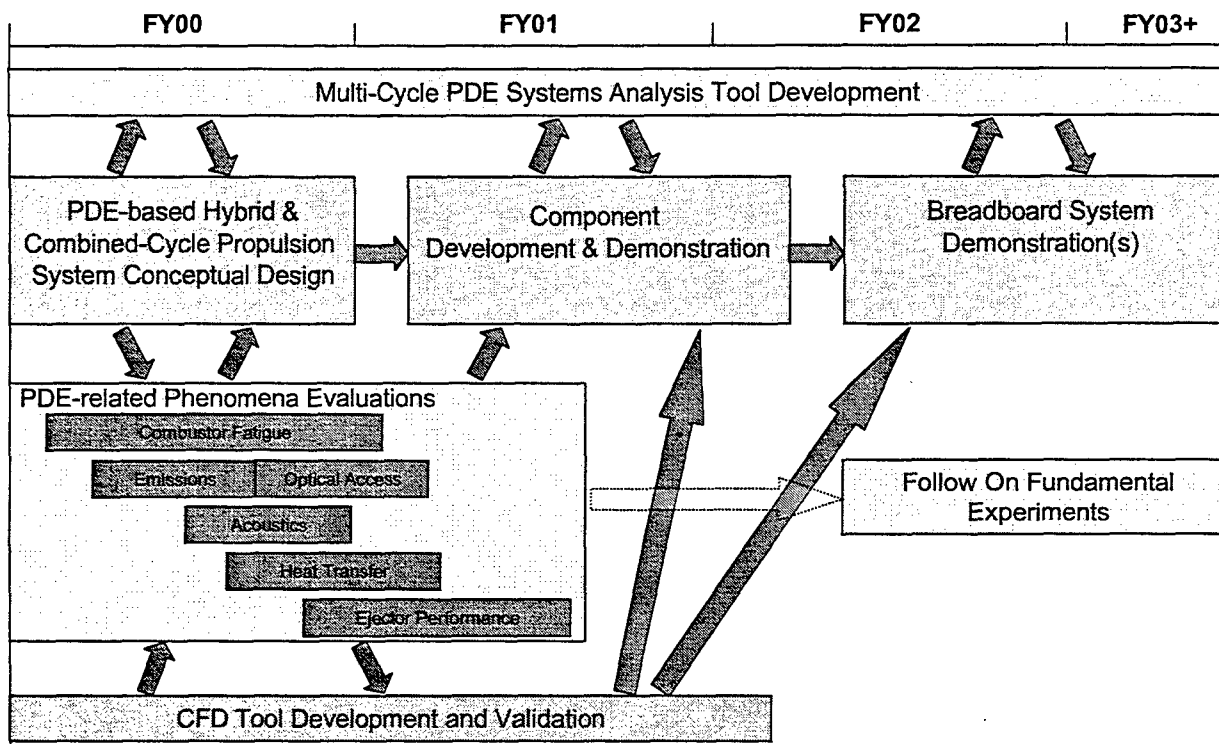 FY00 FY01 FY02 FY03+
Multi-Cycle PDE Systems Analysis Tool Development
PDE-based Hybrid &
Combined-Cycle Propulsion
System Conceptual Design
Component
Development & Demonstration
Breadboard System
Demonstration(s)
PDE-related Phenomena Evaluations
Combustor Fatigue
Emissions
Optical Access
Acoustics
Heat Transfer
Ejector Performance
Follow On Fundamental
Experiments
CFD Tool Development and Validation